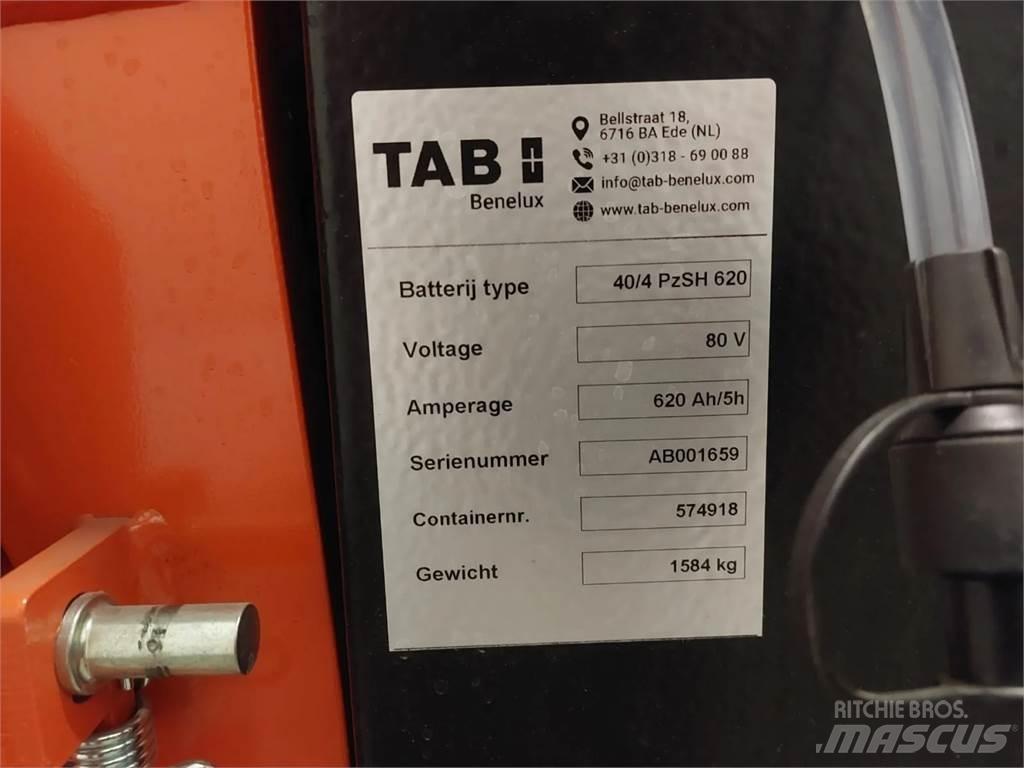 TAB
Benelux
Bellstraat 18,
6716 BA Ede (NL)
+31 (0)318 - 69 00 88
info@tab-benelux.com
www.tab-benelux.com
Batterij type 40/4 PzSH 620
Voltage 80 V
Amperage 620 Ah/5h
Serienummer AB001659
Containernr. 574918
Gewicht 1584 kg
RITCHIE BROS.
MASCUS